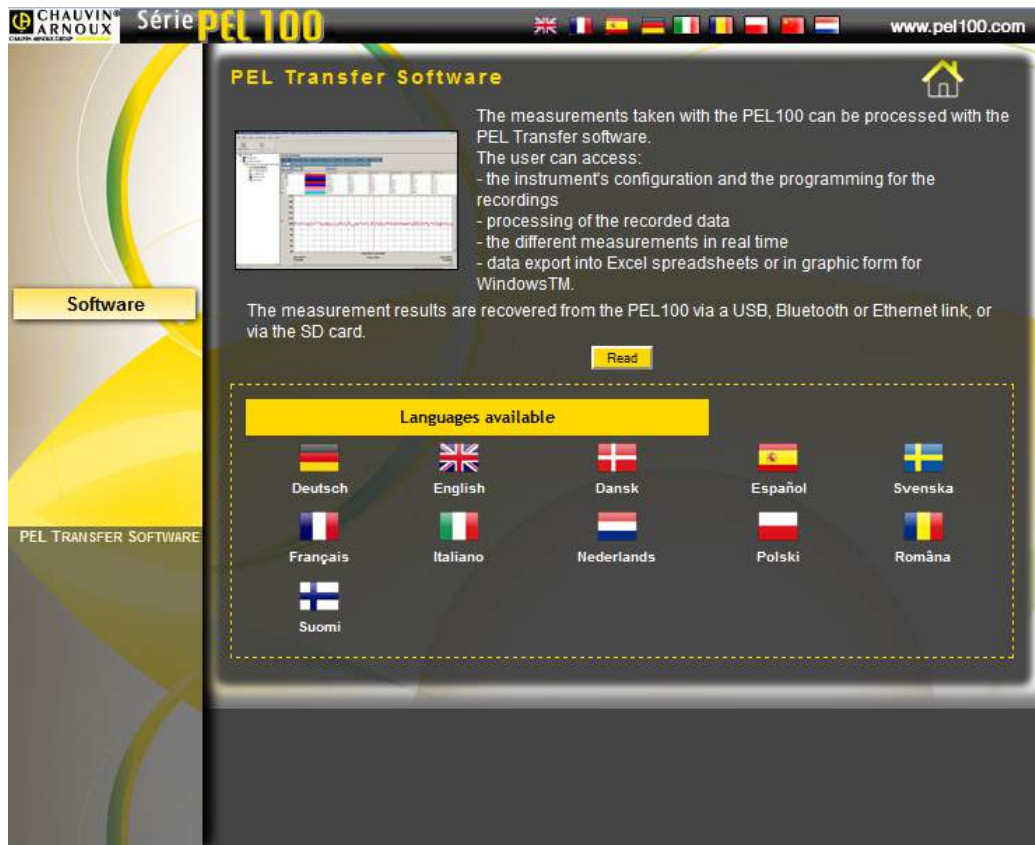 CHAUVIN®
ARNOUX
CHAUVIN ARNOUX GROUP
Série PEL 100
www.pel100.com
PEL Transfer Software
The measurements taken with the PEL100 can be processed with the
PEL Transfer software.
The user can access:
- the instrument's configuration and the programming for the
recordings
- processing of the recorded data
- the different measurements in real time
- data export into Excel spreadsheets or in graphic form for
WindowsTM.
Software
The measurement results are recovered from the PEL100 via a USB, Bluetooth or Ethernet link, or
via the SD card.
Read
Languages available
Deutsch English Dansk Español Svenska
PEL TRANSFER SOFTWARE
Français Italiano Nederlands Polski Româna
Suomi